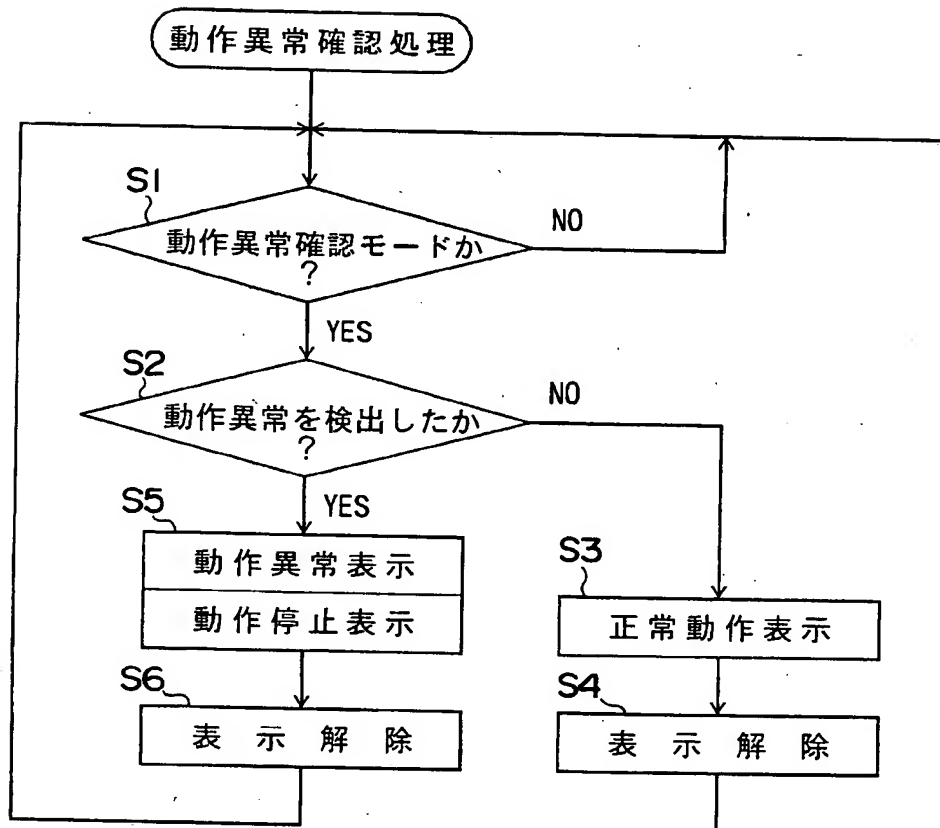 動作異常確認処理
S1
動作異常確認モードか
?
NO
YES
S2
動作異常を検出したか
?
NO
YES
S5
動作異常表示
動作停止表示
S3
正常動作表示
S6
表示解除
S4
表示解除